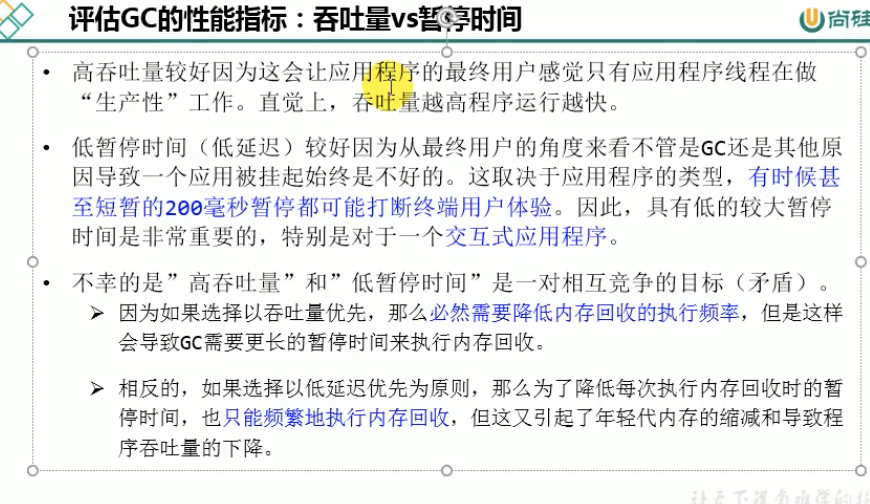 评估GC的性能指标：吞吐量vs暂停时间
尚硅
• 高吞吐量较好因为这会让应用程序的最终用户感觉只有应用程序线程在做
“生产性”工作。直觉上，吞吐量越高程序运行越快。
• 低暂停时间（低延迟）较好因为从最终用户的角度来看不管是GC还是其他原
因导致一个应用被挂起始终是不好的。这取决于应用程序的类型，有时候甚
至短暂的200毫秒暂停都可能打断终端用户体验。因此，具有低的较大暂停
时间是非常重要的，特别是对于一个交互式应用程序。
• 不幸的是”高吞吐量”和”低暂停时间”是一对相互竞争的目标（矛盾）。
➢ 因为如果选择以吞吐量优先，那么必然需要降低内存回收的执行频率，但是这样
会导致GC需要更长的暂停时间来执行内存回收。
➢ 相反的，如果选择以低延迟优先为原则，那么为了降低每次执行内存回收时的暂
停时间，也只能频繁地执行内存回收，但这又引起了年轻代内存的缩减和导致程
序吞吐量的下降。
让天下没有难学的技